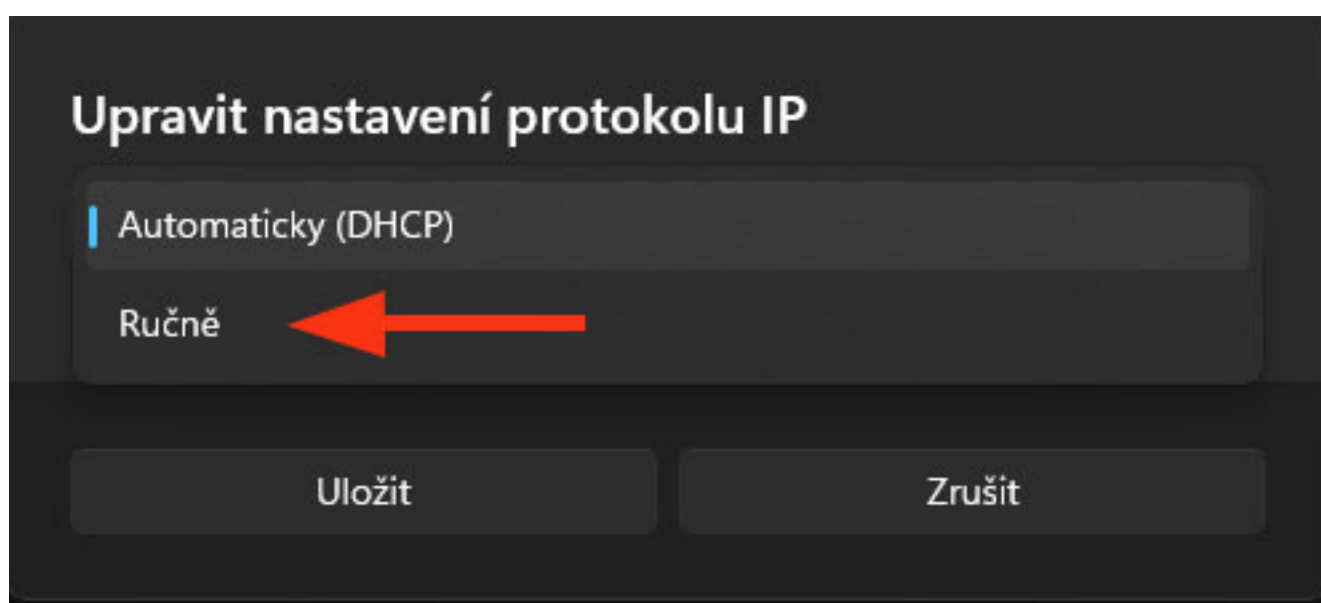 Upravit nastavení protokolu IP
Automaticky (DHCP)
Ručně
Uložit
Zrušit